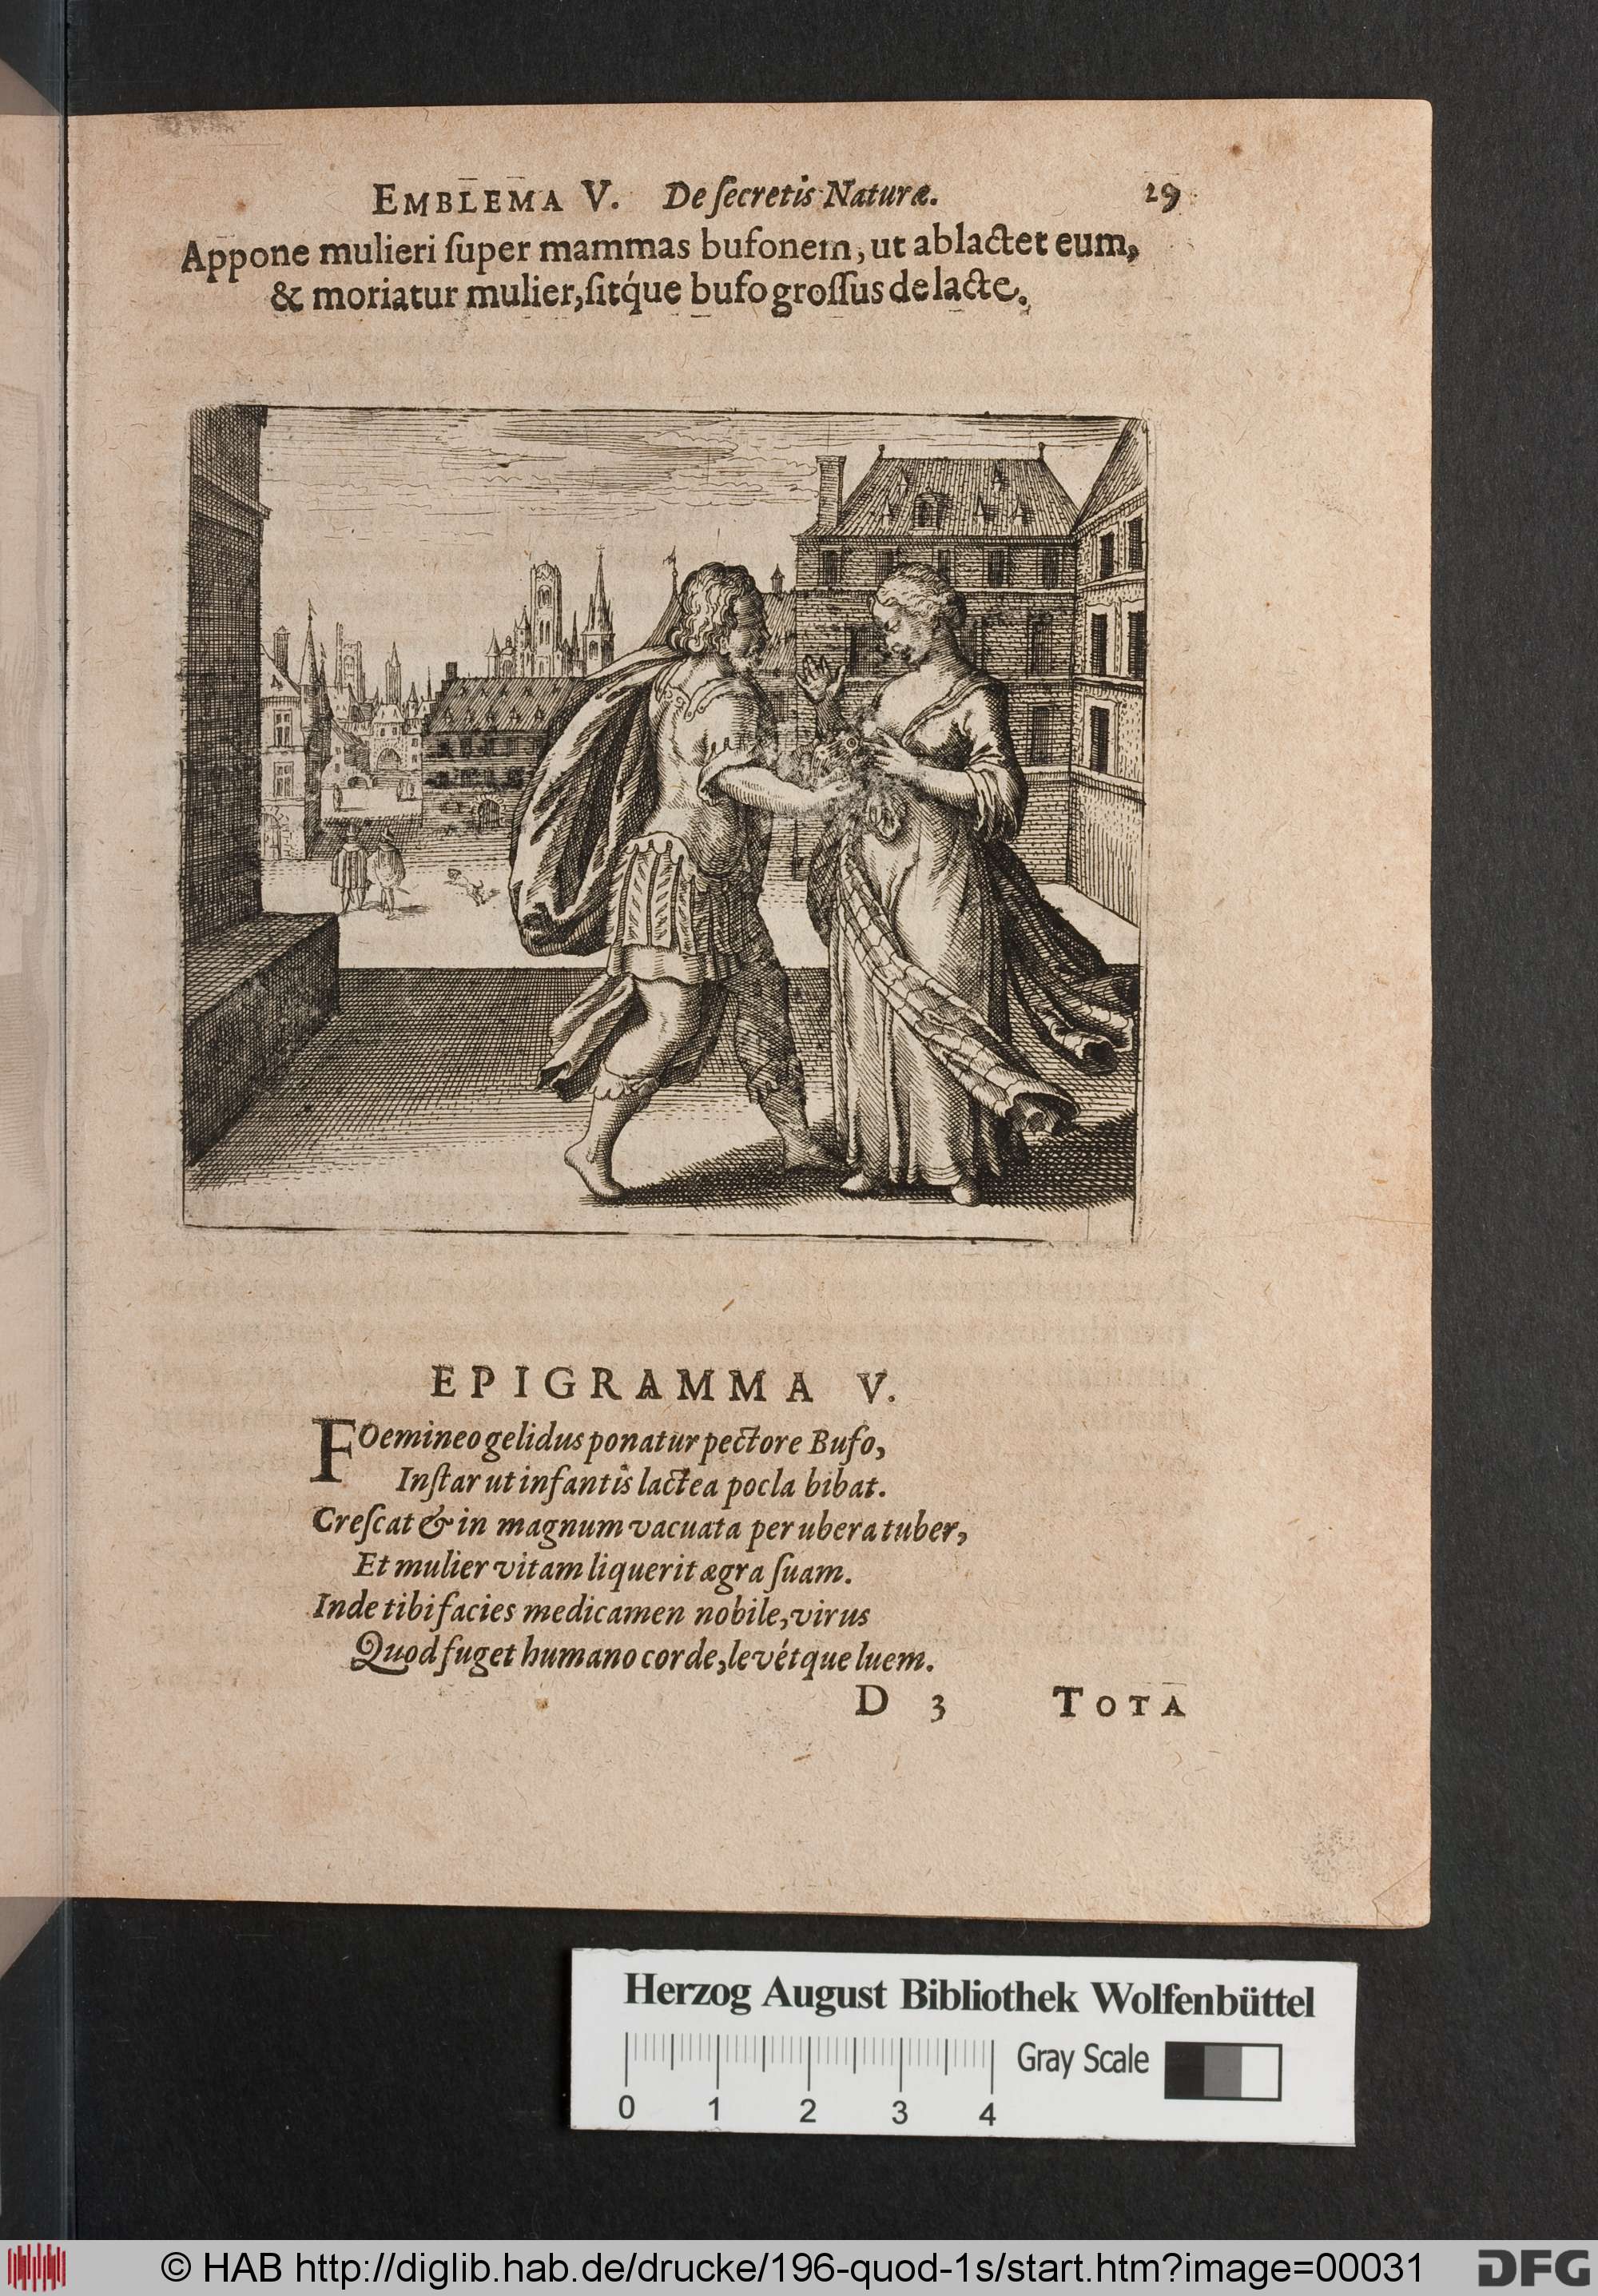 EMBLEMA V. De ſecretis Naturæ. 29
Appone mulieri ſuper mammas bufonem, ut ablactet eum,
& moriatur mulier, ſitq́ue bufo groſſus de lacte.
EPIGRAMMA V.
FOemineo gelidus ponatur pectore Bufo,
Inſtar ut infantis lactea pocla bibat.
Creſcat & in magnum vacuata per ubera tuber,
Et mulier vitam liquerit ægra ſuam.
Inde tibi facies medicamen nobile, virus
Quod fuget humano corde, levétque luem.
D 3 TOTA
Herzog August Bibliothek Wolfenbüttel
Gray Scale
0 1 2 3 4
© HAB http://diglib.hab.de/drucke/196-quod-1s/start.htm?image=00031 DFG